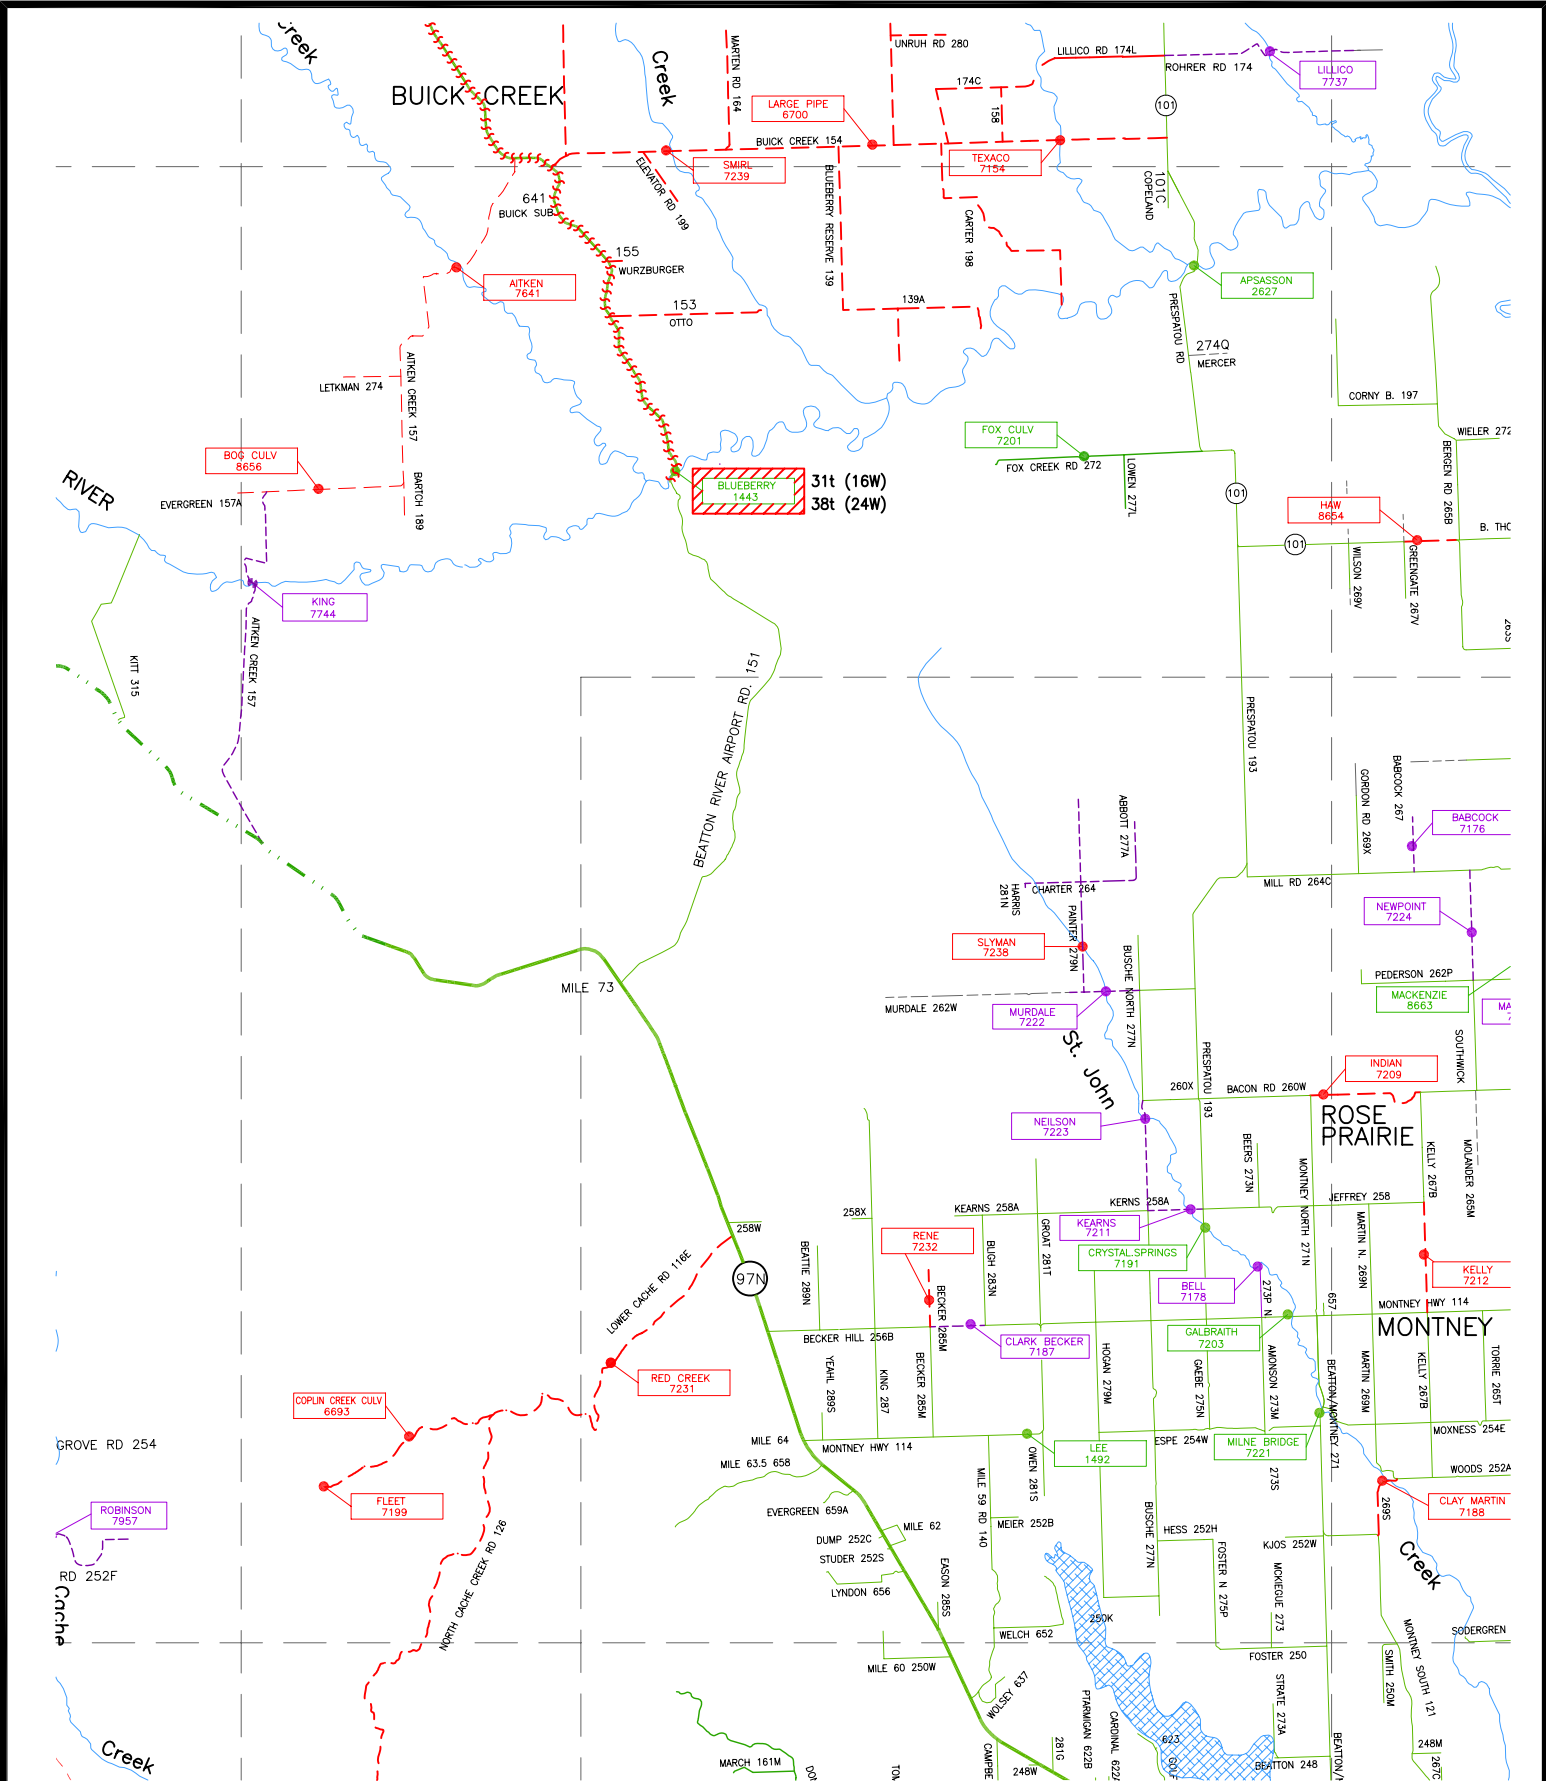 Creek
BUICK CREEK
Creek
MARTEN RD 164
UNRUH RD 280
LILLICO RD 174L
ROHRER RD 174
LILLICO
7737
174C
158
101
LARGE PIPE
6700
BUICK CREEK 154
SMIRL
7239
TEXACO
7154
ELEVATOR RD 199
641
BUICK SUB
BLUEBERRY RESERVE 139
CARTER 198
101C
COPELAND
155
WURZBURGER
AITKEN
7641
153
OTTO
139A
APSASSON
2627
PRESPATOU RD
274Q
MERCER
LETKMAN 274
AITKEN CREEK 157
CORNY B. 197
FOX CULV
7201
FOX CREEK RD 272
LOWEN 277L
WIELER 272
BERGEN RD 265B
BOG CULV
8656
EVERGREEN 157A
BARTCH 189
RIVER
BLUEBERRY
1443
31t (16W)
38t (24W)
101
HAW
8654
101
B. THO
WILSON 269V
GREENGATE 267V
KING
7744
AITKEN CREEK 157
KITT 315
263S
BEATTON RIVER AIRPORT RD. 151
PRESPATOU 193
GORDON RD 269X
BABCOCK 267
BABCOCK
7176
ABBOTT 277A
MILL RD 264C
HARRIS
281N
CHARTER 264
PAINTER 279N
NEWPOINT
7224
SLYMAN
7238
BUSCHE NORTH 277N
PEDERSON 262P
MACKENZIE
8663
MA
MILE 73
MURDALE 262W
MURDALE
7222
St. John
SOUTHWICK
PRESPATOU 193
INDIAN
7209
260X
BACON RD 260W
ROSE
PRAIRIE
NEILSON
7223
BEERS 273N
MONTNEY NORTH 271N
KELLY 267B
MOLANDER 265M
258X
KEARNS 258A
KERNS 258A
JEFFREY 258
258W
RENE
7232
KEARNS
7211
CRYSTAL.SPRINGS
7191
BEATTIE 289N
BLIGH 283N
GROAT 281T
MARTIN N. 269N
KELLY
7212
97N
LOWER CACHE RD 116E
BECKER 285M
BELL
7178
273P N.
657
MONTNEY HWY 114
MONTNEY
BECKER HILL 256B
CLARK BECKER
7187
GALBRAITH
7203
YEAHL 289S
KING 287
BECKER 285M
HOGAN 279M
GAEBE 275N
AMONSON 273M
BEATTON/MONTNEY 271
MARTIN 269M
KELLY 267B
TORRIE 265T
RED CREEK
7231
COPLIN CREEK CULV
6693
GROVE RD 254
MILE 64
MONTNEY HWY 114
LEE
1492
ESPE 254W
MILNE BRIDGE
7221
MOXNESS 254E
MILE 63.5 658
MILE 59 RD 140
OWEN 281S
273S
WOODS 252A
FLEET
7199
EVERGREEN 659A
CLAY MARTIN
7188
269S
ROBINSON
7957
MILE 62
DUMP 252C
STUDER 252S
MEIER 252B
BUSCHE 277N
HESS 252H
KJOS 252W
Creek
RD 252F
NORTH CACHE CREEK RD 126
LYNDON 656
EASON 285S
FOSTER N 275P
MCKIEGUE 273
Cache
250K
WELCH 652
MONTNEY SOUTH 121
SODERGREN
FOSTER 250
MILE 60 250W
SMITH 250M
WOLSEY 637
STRATE 273A
PTARMIGAN 622B
CARDINAL 622A
Creek
MARCH 161M
CAMPBE
281G
248W
623
GOLF
BEATTON 248
BEATTON/
248M
267C